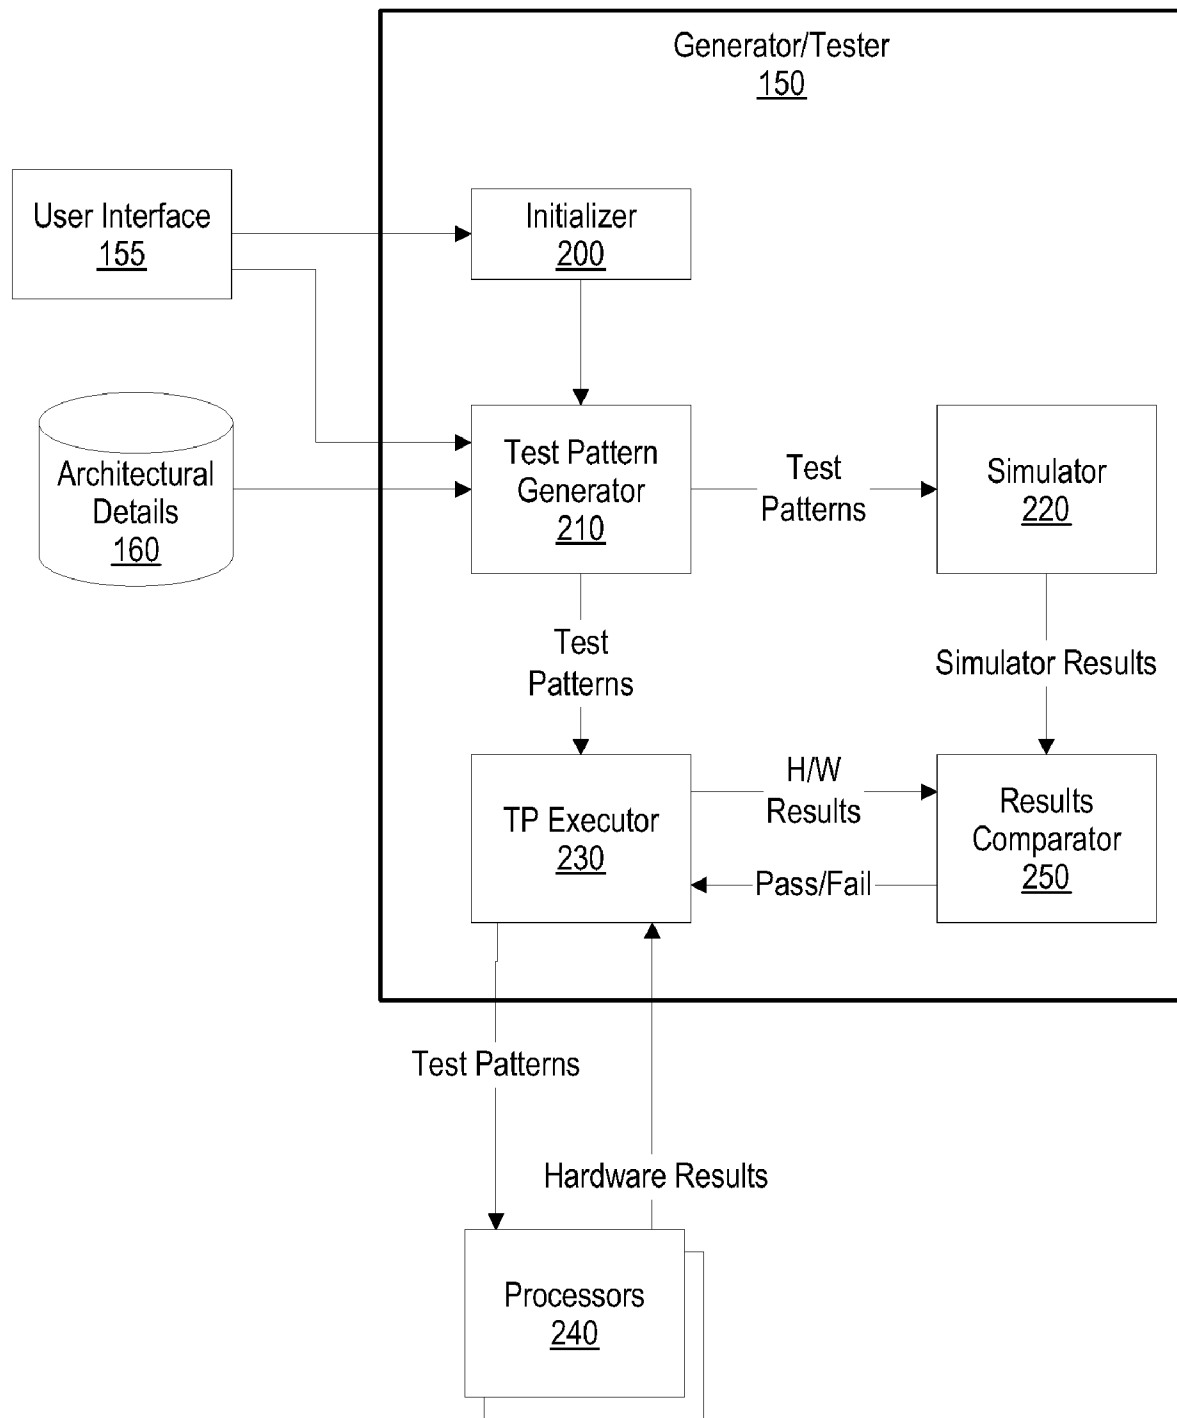 Generator/Tester
150
User Interface
155
Initializer
200
Architectural
Details
160
Test Pattern
Generator
210
Test
Patterns
Simulator
220
Test
Patterns
Simulator Results
TP Executor
230
H/W
Results
Pass/Fail
Results
Comparator
250
Test Patterns
Hardware Results
Processors
240